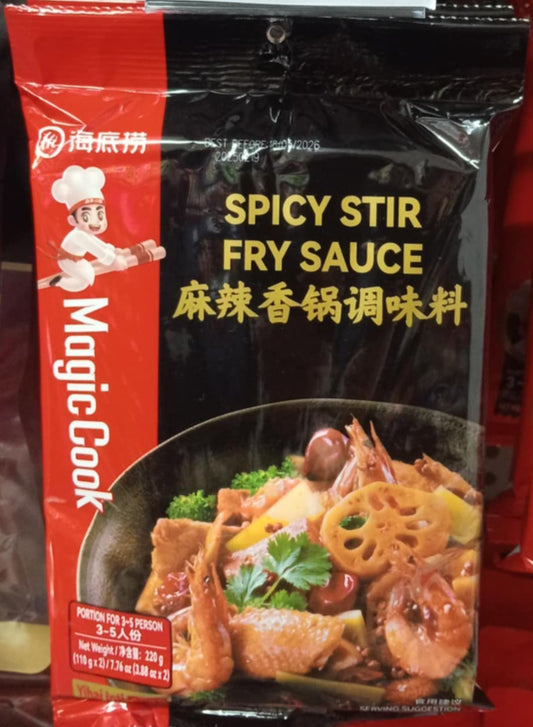 海底捞
BEST BEFORE
20250219
SPICY STIR
FRY SAUCE
麻辣香锅调味料
MagicCook
PORTION FOR 3-5 PERSON
3-5人份
Net Weight / 净含量: 220 g
(110 g x 2) / 7.76 oz (3.88 oz x 2)
食用建议
SERVING SUGGESTION